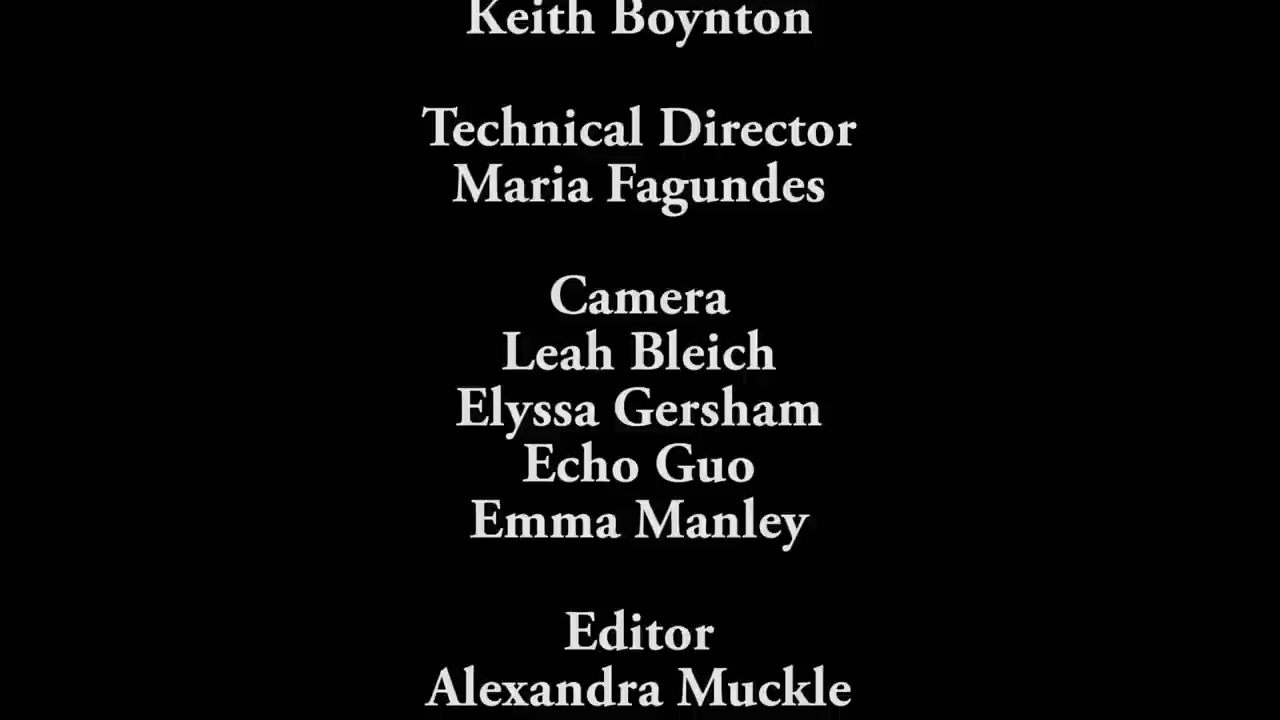 Keith Boynton
Technical Director
Maria Fagundes
Camera
Leah Bleich
Elyssa Gersham
Echo Guo
Emma Manley
Editor
Alexandra Muckle